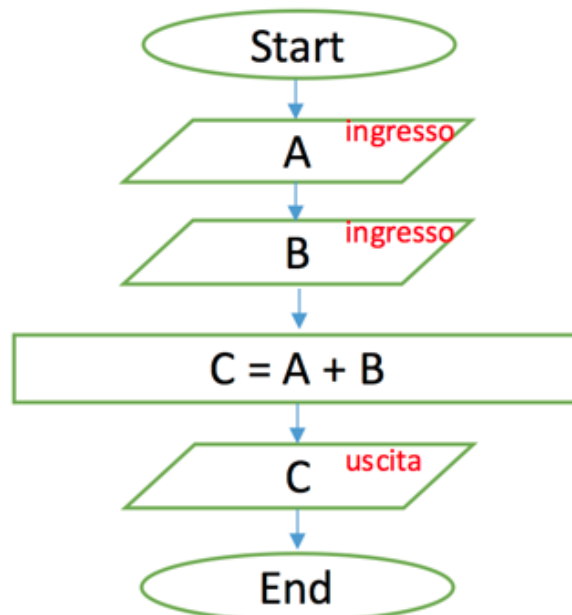 Start
ingresso
A
ingresso
B
C = A + B
uscita
C
End